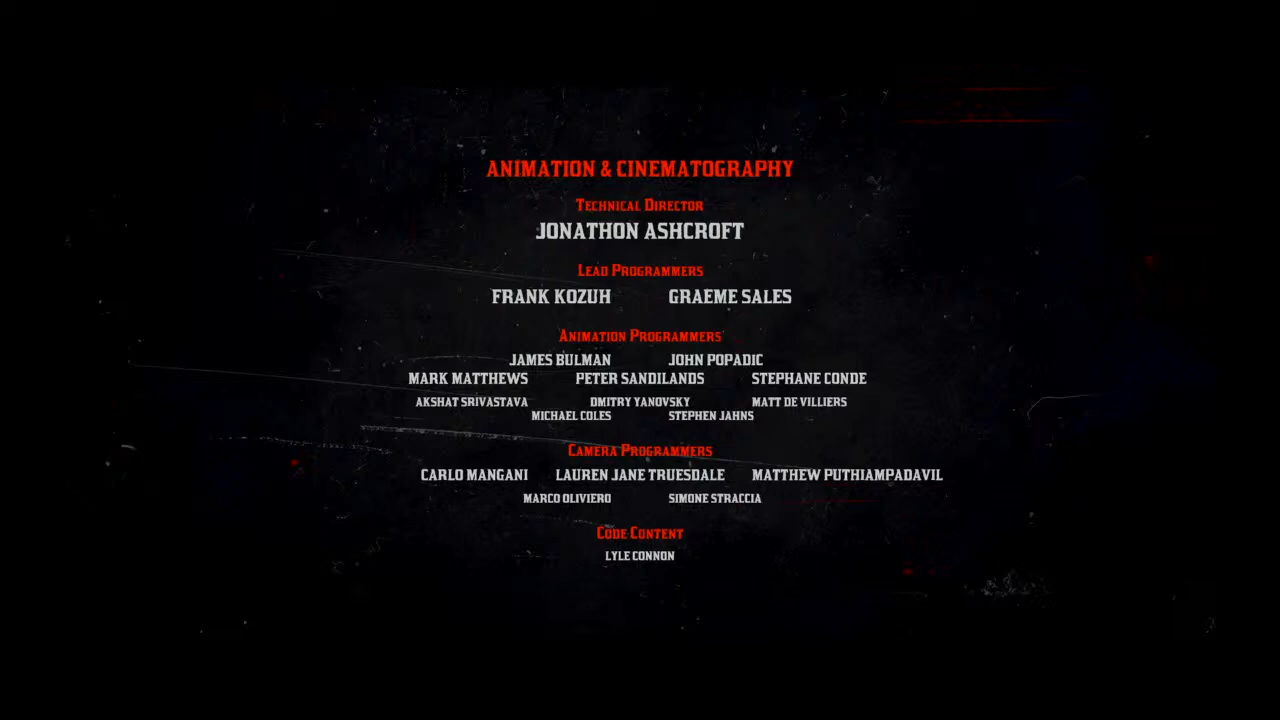 ANIMATION & CINEMATOGRAPHY
TECHNICAL DIRECTOR
JONATHON ASHCROFT
LEAD PROGRAMMERS
FRANK KOZUH GRAEME SALES
ANIMATION PROGRAMMERS
JAMES BULMAN JOHN POPADIC
MARK MATTHEWS PETER SANDILANDS STEPHANE CONDE
AKSHAT SRIVASTAVA DMITRY YANOVSKY MATT DE VILLIERS
MICHAEL COLES STEPHEN JAHNS
CAMERA PROGRAMMERS
CARLO MANGANI LAUREN JANE TRUESDALE MATTHEW PUTHIAMPADAVIL
MARCO OLIVIERO SIMONE STRACCIA
CODE CONTENT
LYLE CONNON